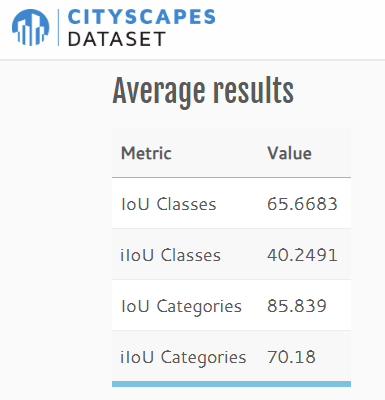 CITYSCAPES
DATASET
Average results
Metric Value
IoU Classes 65.6683
iIoU Classes 40.2491
IoU Categories 85.839
iIoU Categories 70.18